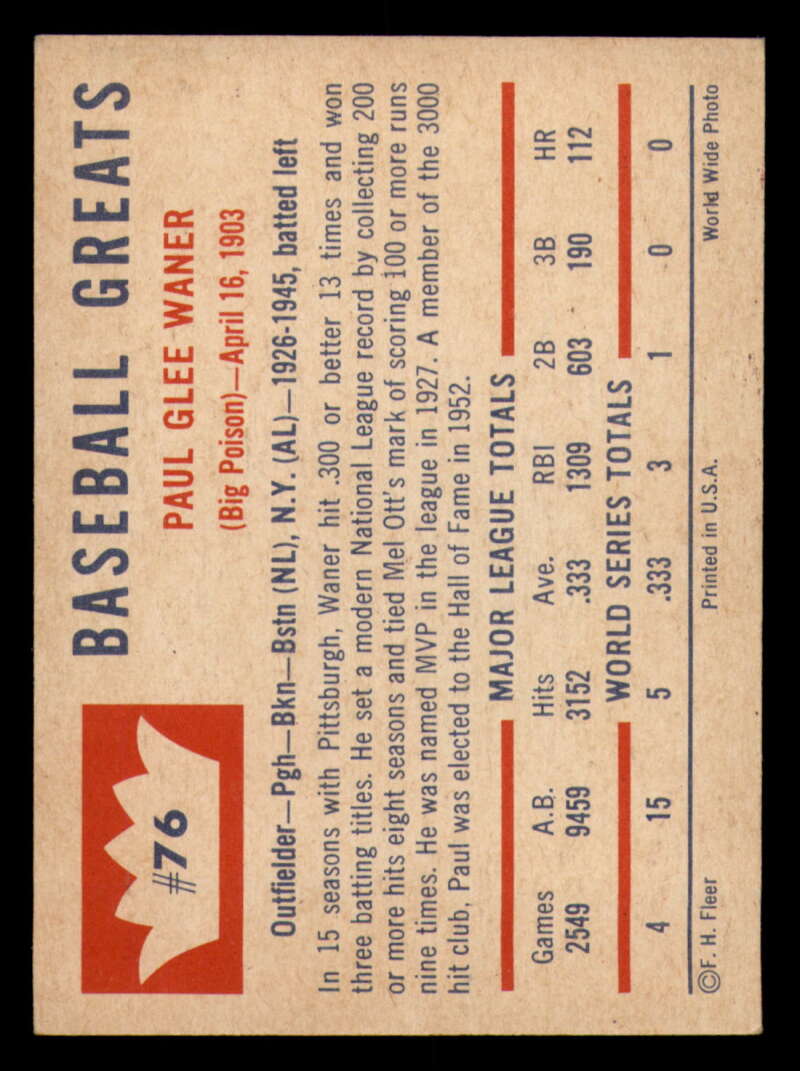 #76
BASEBALL GREATS
PAUL GLEE WANER
(Big Poison)—April 16, 1903
Outfielder—Pgh—Bkn—Bstn (NL), N.Y. (AL)—1926-1945, batted left
In 15 seasons with Pittsburgh, Waner hit .300 or better 13 times and won
three batting titles. He set a modern National League record by collecting 200
or more hits eight seasons and tied Mel Ott's mark of scoring 100 or more runs
nine times. He was named MVP in the league in 1927. A member of the 3000
hit club, Paul was elected to the Hall of Fame in 1952.
MAJOR LEAGUE TOTALS
Games A.B. Hits Ave. RBI 2B 3B HR
2549 9459 3152 .333 1309 603 190 112
WORLD SERIES TOTALS
4 15 5 .333 3 1 0 0
©F. H. Fleer Printed in U.S.A. World Wide Photo